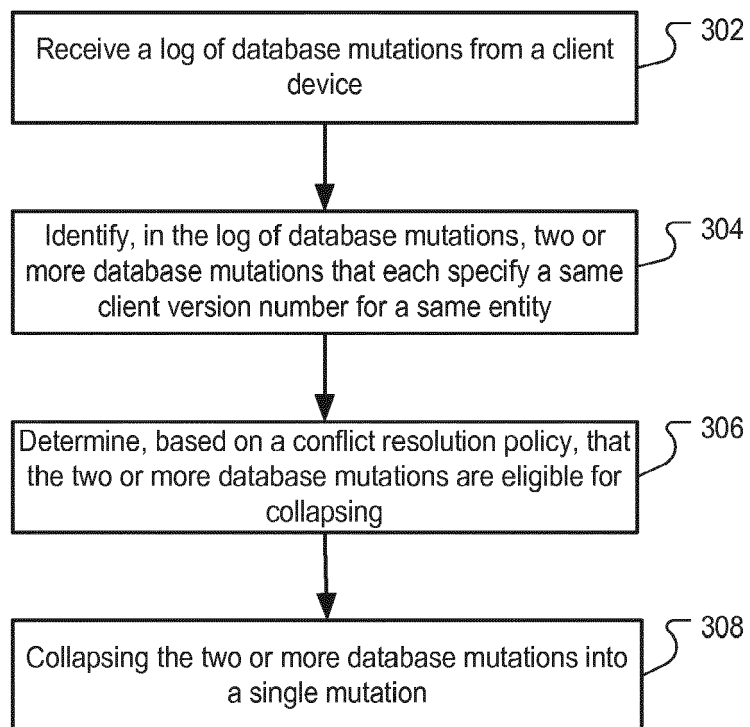 Receive a log of database mutations from a client
device
302
Identify, in the log of database mutations, two or
more database mutations that each specify a same
client version number for a same entity
304
Determine, based on a conflict resolution policy, that
the two or more database mutations are eligible for
collapsing
306
Collapsing the two or more database mutations into
a single mutation
308